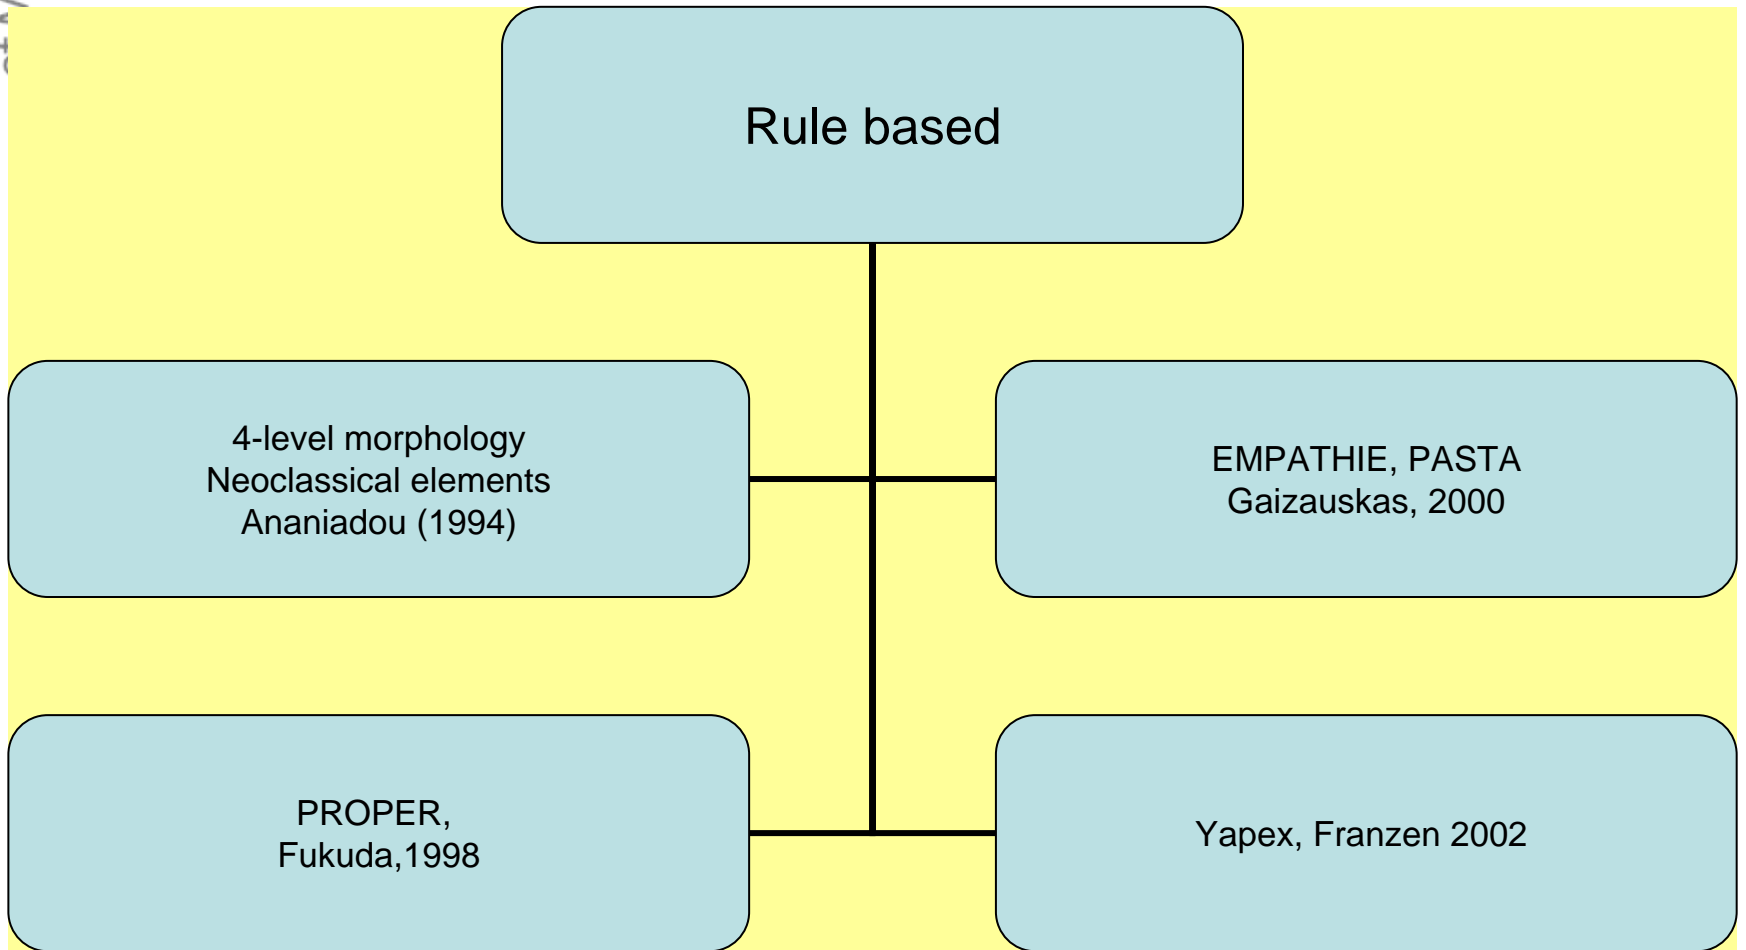 Rule based
4-level morphology
Neoclassical elements
Ananiadou (1994)
EMPATHIE, PASTA
Gaizauskas, 2000
PROPER,
Fukuda,1998
Yapex, Franzen 2002